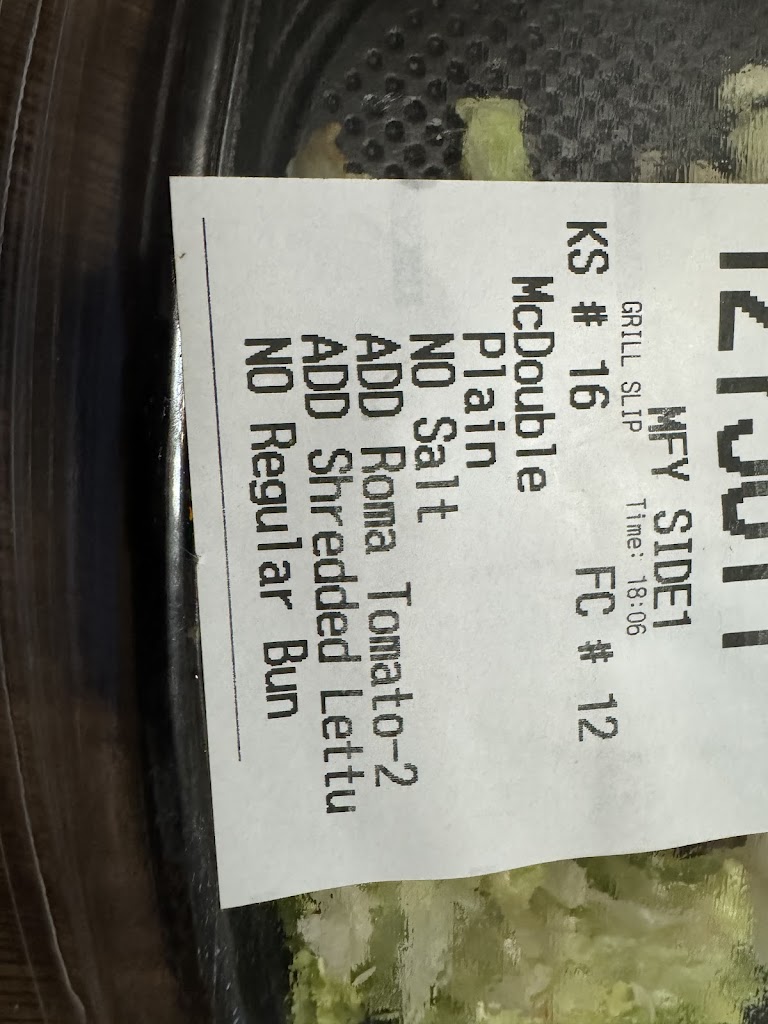 MFY SIDE1
GRILL SLIP Time: 18:06
KS # 16 FC # 12
McDouble
Plain
NO Salt
ADD Roma Tomato-2
ADD Shredded Lettu
NO Regular Bun